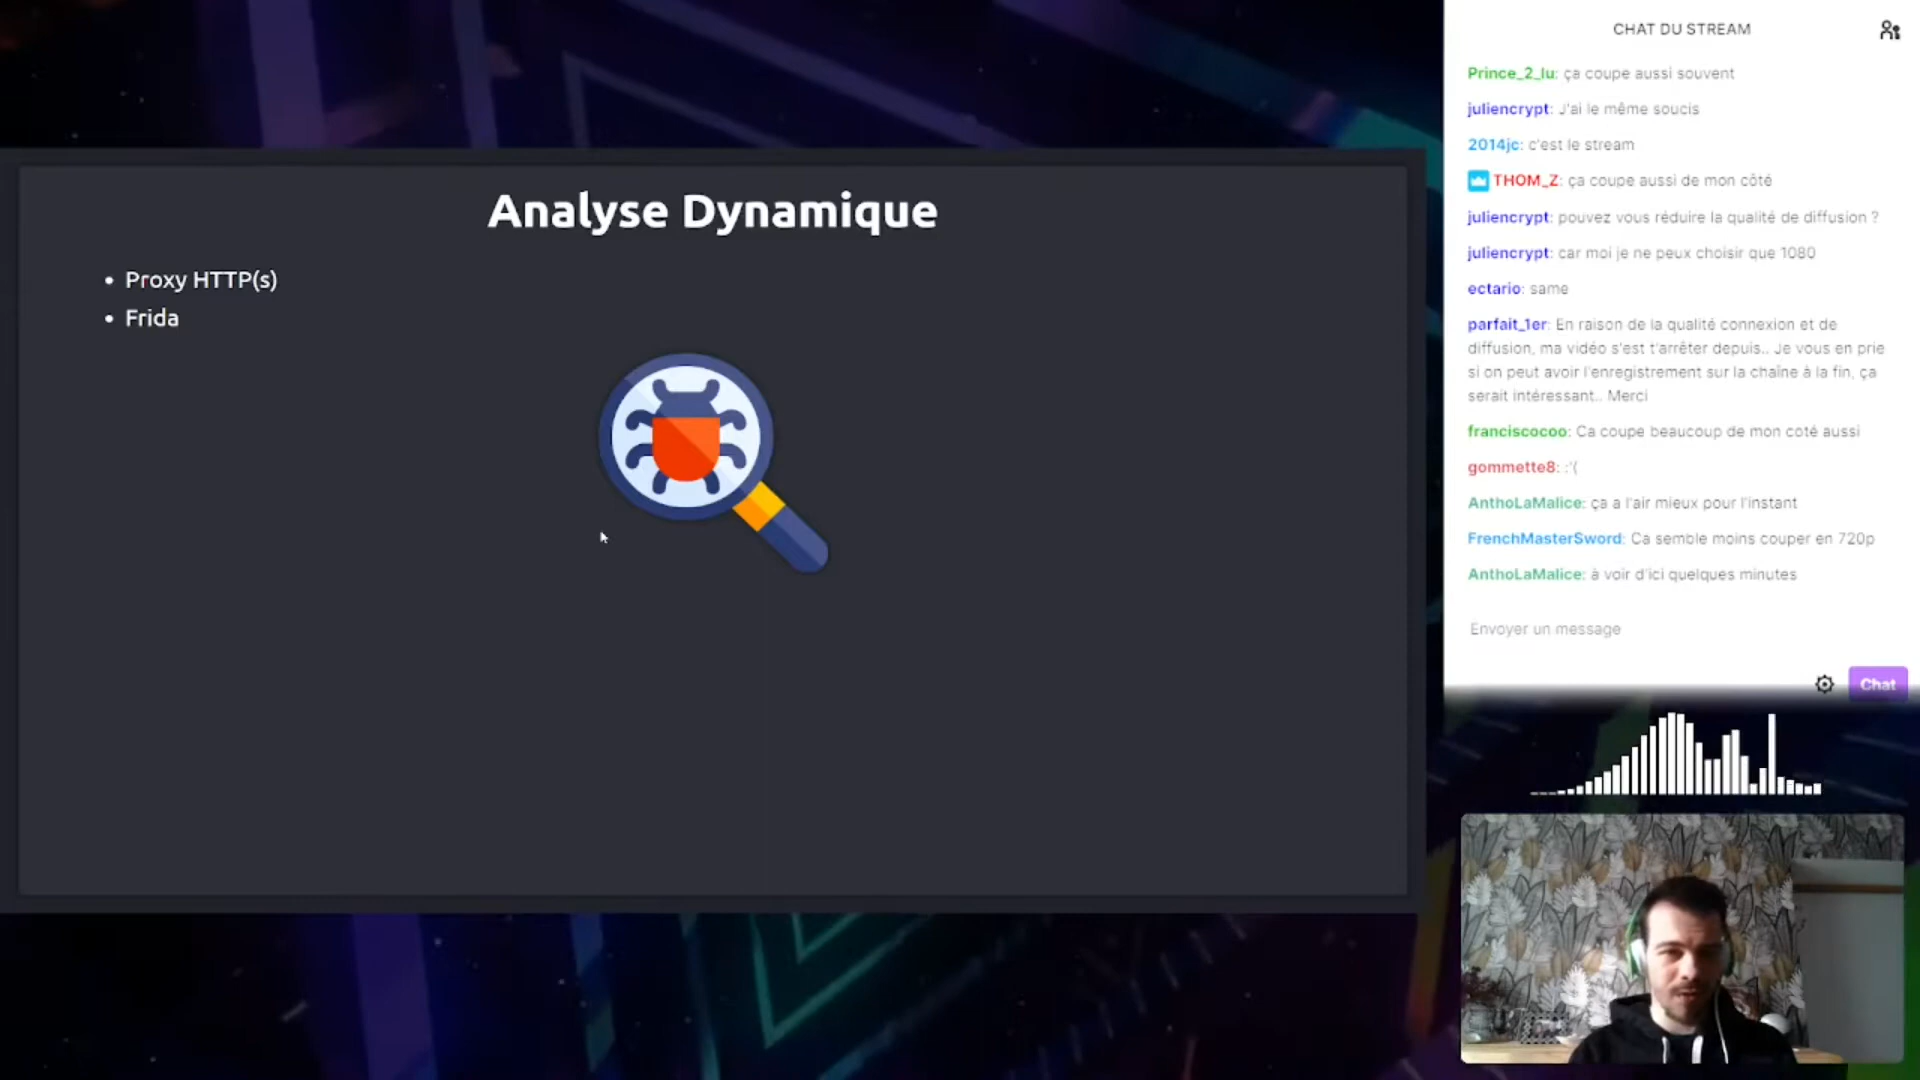 Analyse Dynamique
• Proxy HTTP(s)
• Frida
CHAT DU STREAM
Prince_2_lu: ça coupe aussi souvent
juliencrypt: J'ai le même soucis
2014jc: c'est le stream
THOM_Z: ça coupe aussi de mon côté
juliencrypt: pouvez vous réduire la qualité de diffusion ?
juliencrypt: car moi je ne peux choisir que 1080
ectario: same
parfait_1er: En raison de la qualité connexion et de
diffusion, ma vidéo s'est t'arrêter depuis.. Je vous en prie
si on peut avoir l'enregistrement sur la chaîne à la fin, ça
serait intéressant.. Merci
franciscocoo: Ca coupe beaucoup de mon coté aussi
gommette8: :'(
AnthoLaMalice: ça a l'air mieux pour l'instant
FrenchMasterSword: Ca semble moins couper en 720p
AnthoLaMalice: à voir d'ici quelques minutes
Envoyer un message
Chat